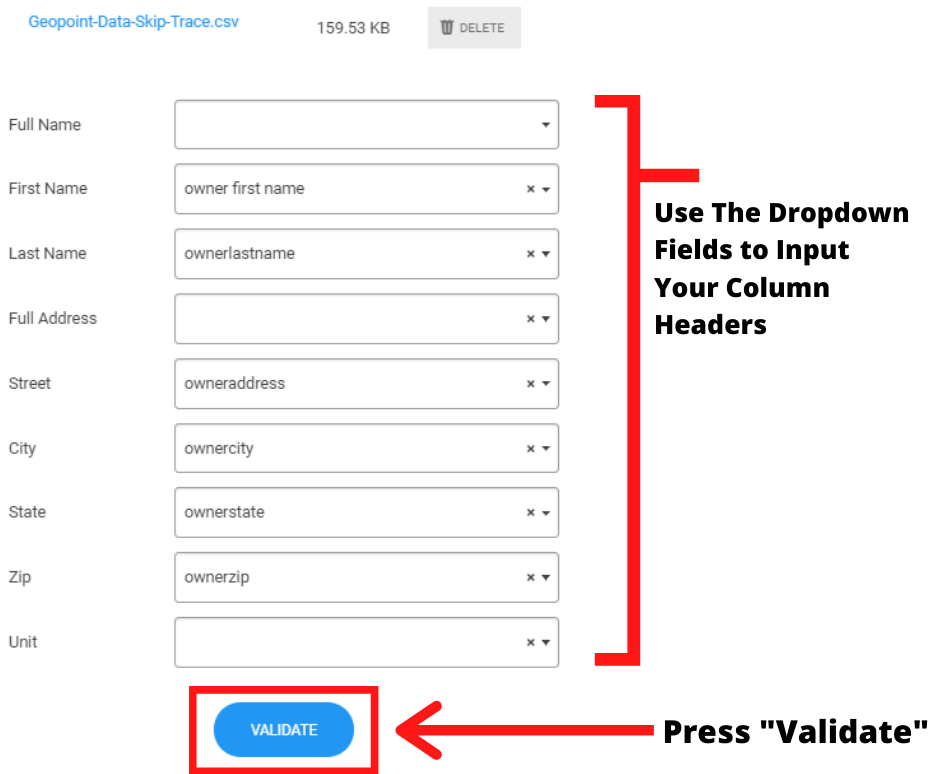 Geopoint-Data-Skip-Trace.csv 159.53 KB DELETE
Full Name
First Name owner first name × 
Last Name ownerlastname ×
Full Address ×
Street owneraddress ×
City ownercity ×
State ownerstate ×
Zip ownerzip ×
Unit ×
Use The Dropdown
Fields to Input
Your Column
Headers
VALIDATE
Press "Validate"